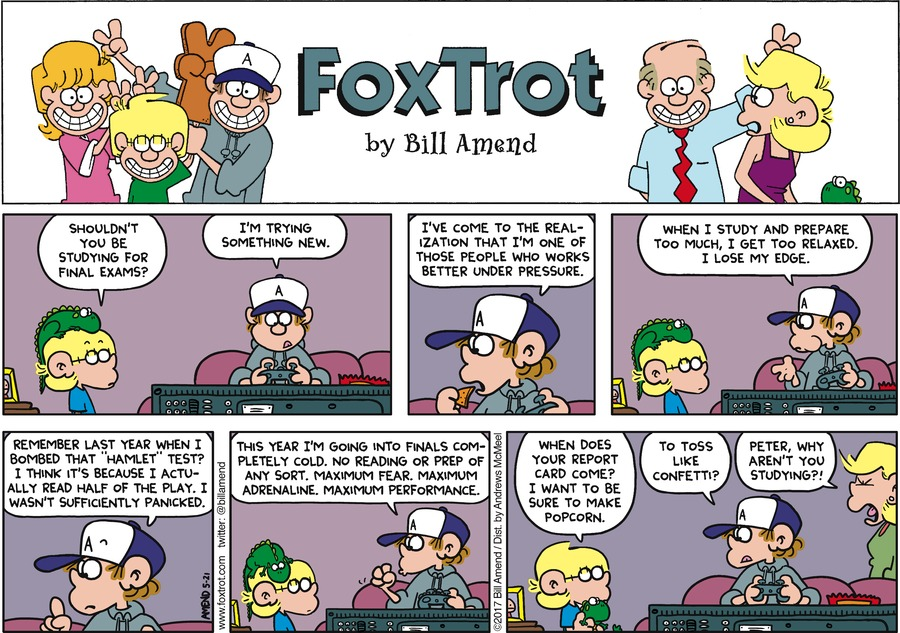 A
FoxTrot
by Bill Amend
SHOULDN'T
YOU BE
STUDYING FOR
FINAL EXAMS?
I'M TRYING
SOMETHING NEW.
A
I'VE COME TO THE REAL-
IZATION THAT I'M ONE OF
THOSE PEOPLE WHO WORKS
BETTER UNDER PRESSURE.
A
WHEN I STUDY AND PREPARE
TOO MUCH, I GET TOO RELAXED.
I LOSE MY EDGE.
A
REMEMBER LAST YEAR WHEN I
BOMBED THAT "HAMLET" TEST?
I THINK IT'S BECAUSE I ACTU-
ALLY READ HALF OF THE PLAY. I
WASN'T SUFFICIENTLY PANICKED.
A
AMEND 5-21
www.foxtrot.com twitter: @billamend
THIS YEAR I'M GOING INTO FINALS COM-
PLETELY COLD. NO READING OR PREP OF
ANY SORT. MAXIMUM FEAR. MAXIMUM
ADRENALINE. MAXIMUM PERFORMANCE.
A
©2017 Bill Amend / Dist. by Andrews McMeel
WHEN DOES
YOUR REPORT
CARD COME?
I WANT TO BE
SURE TO MAKE
POPCORN.
TO TOSS
LIKE
CONFETTI?
A
PETER, WHY
AREN'T YOU
STUDYING?!